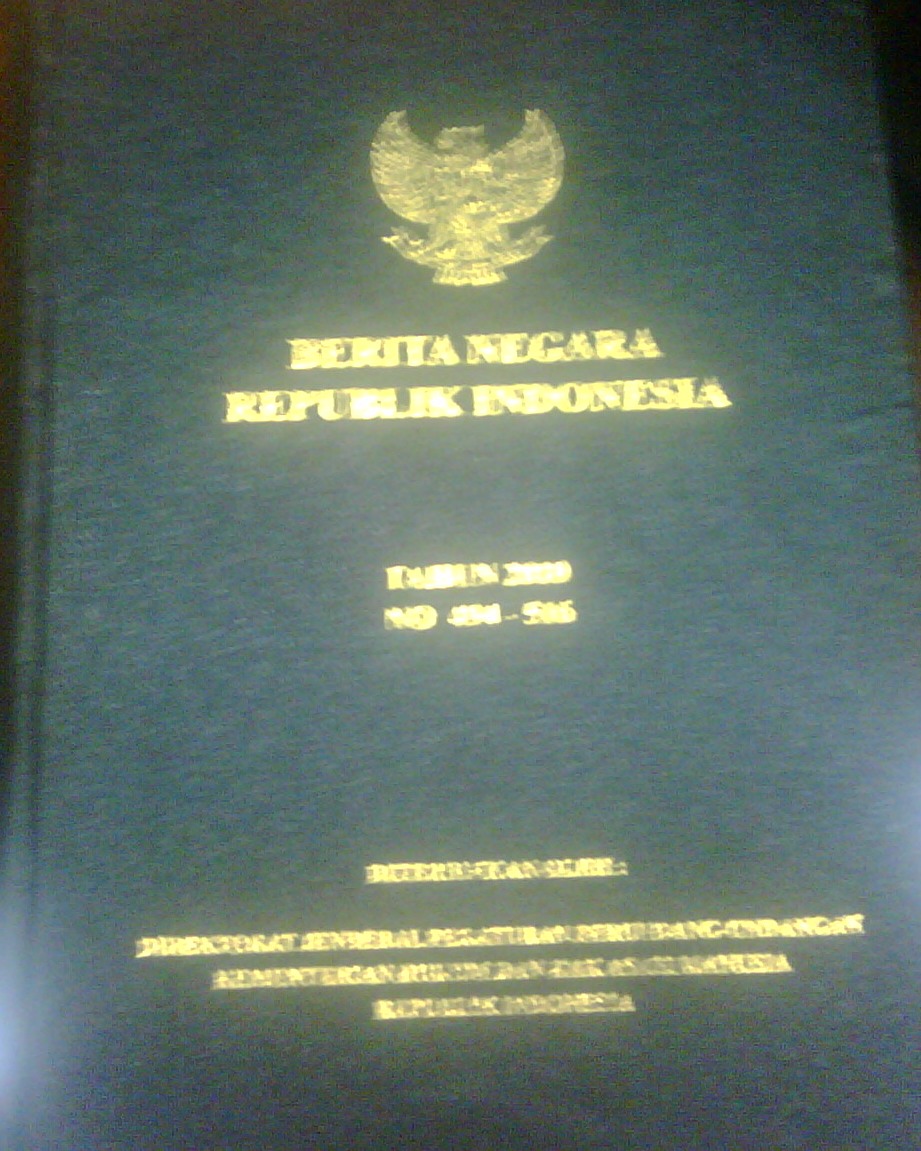 BERITA NEGARA
REPUBLIK INDONESIA
TAHUN 2010
NO
DITERBITKAN OLEH :
DIREKTORAT JENDERAL PERATURAN PERUNDANG-UNDANGAN
KEMENTERIAN HUKUM DAN HAK ASASI MANUSIA
REPUBLIK INDONESIA